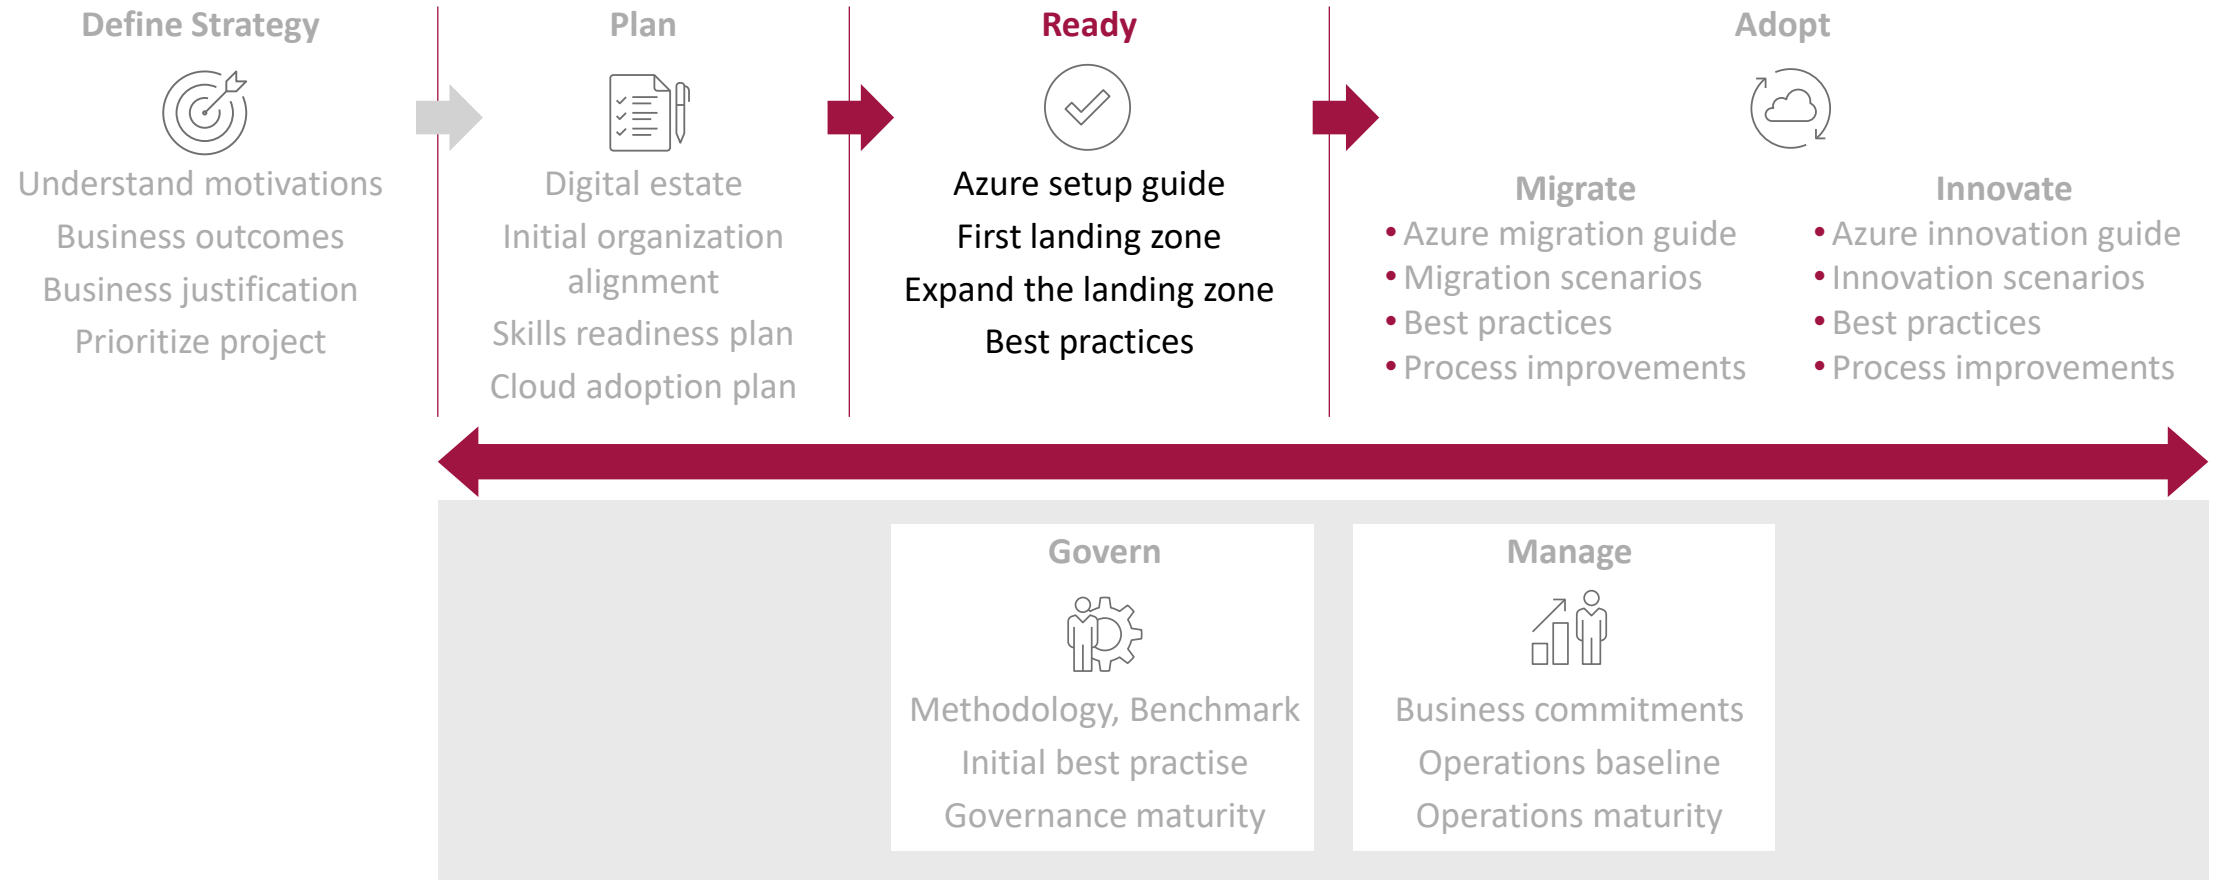 Define Strategy
Understand motivations
Business outcomes
Business justification
Prioritize project
Plan
Digital estate
Initial organization
alignment
Skills readiness plan
Cloud adoption plan
Ready
Azure setup guide
First landing zone
Expand the landing zone
Best practices
Adopt
Migrate
• Azure migration guide
• Migration scenarios
• Best practices
• Process improvements
Innovate
• Azure innovation guide
• Innovation scenarios
• Best practices
• Process improvements
Govern
Methodology, Benchmark
Initial best practise
Governance maturity
Manage
Business commitments
Operations baseline
Operations maturity